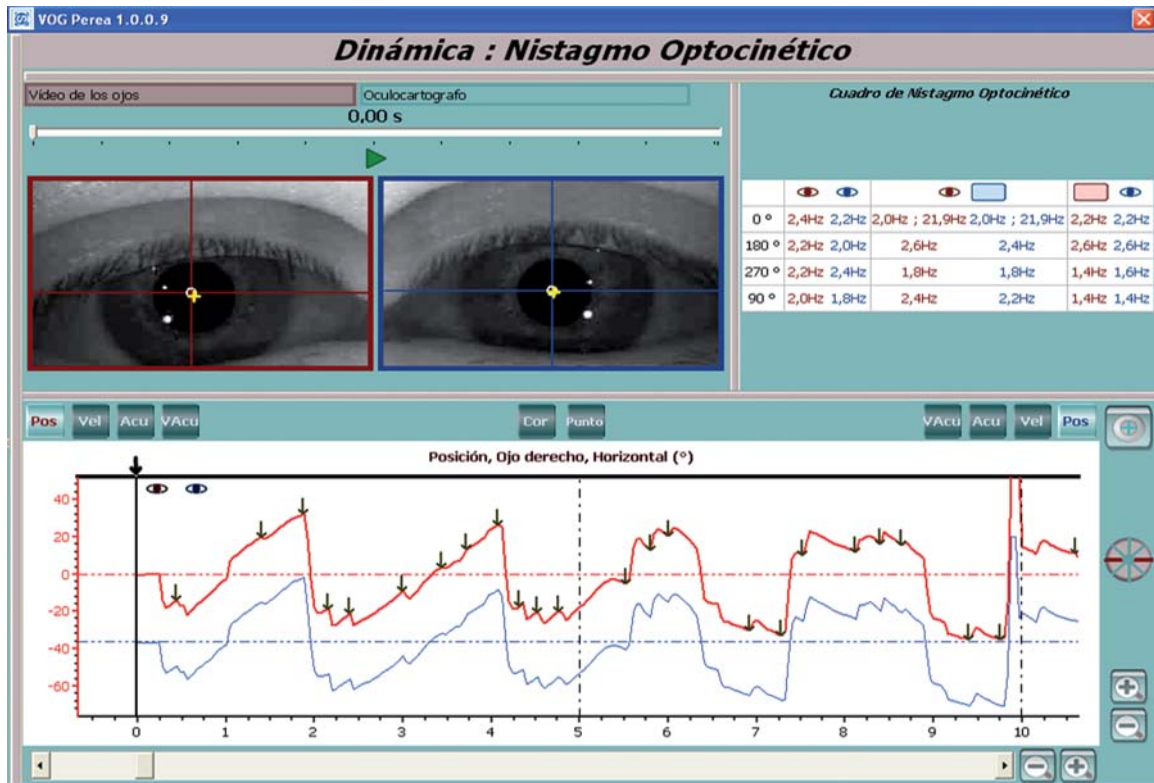 VOG Perea 1.0.0.9
Dinámica : Nistagmo Optocinético
Vídeo de los ojos
Oculocartografo
0,00 s
Cuadro de Nistagmo Optocinético
0 º 2,4Hz 2,2Hz 2,0Hz ; 21,9Hz 2,0Hz ; 21,9Hz 2,2Hz 2,2Hz
180 º 2,2Hz 2,0Hz 2,6Hz 2,4Hz 2,6Hz 2,6Hz
270 º 2,2Hz 2,4Hz 1,8Hz 1,8Hz 1,4Hz 1,6Hz
90 º 2,0Hz 1,8Hz 2,4Hz 2,2Hz 1,4Hz 1,4Hz
Pos Vel Acu VAcu Cor Punto VAcu Acu Vel Pos
Posición, Ojo derecho, Horizontal (°)
40
20
0
-20
-40
-60
0 1 2 3 4 5 6 7 8 9 10